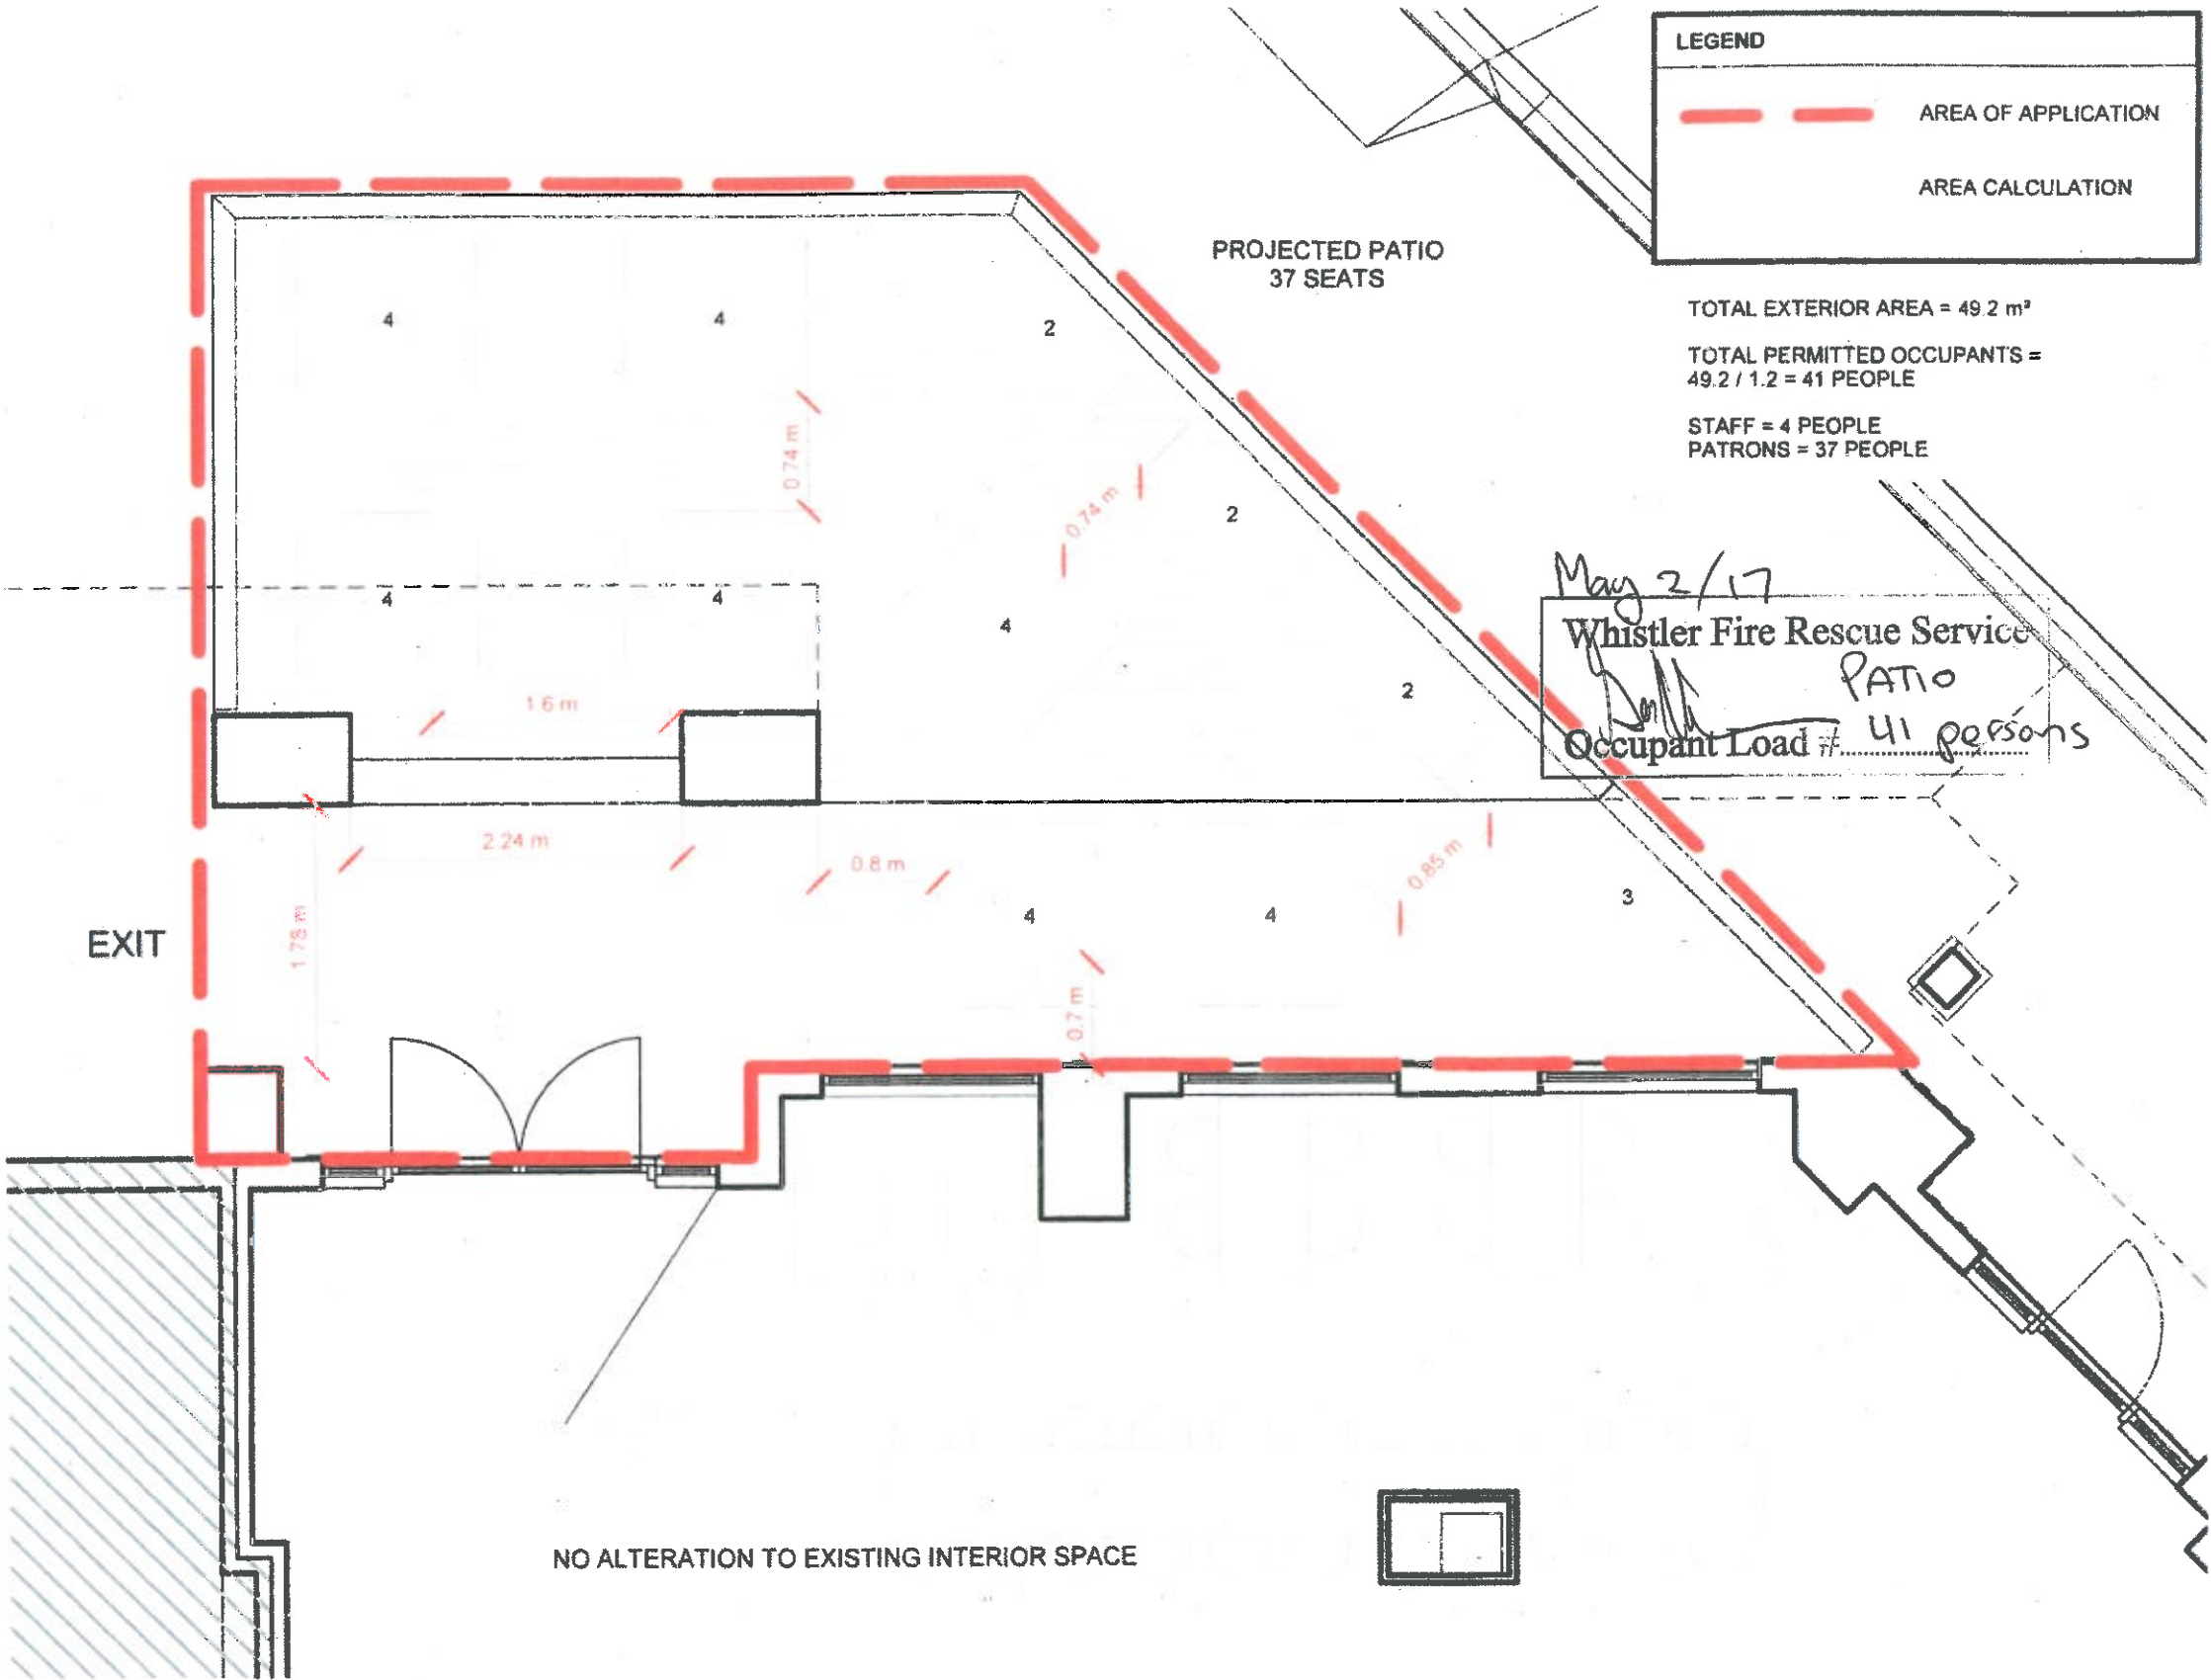 LEGEND
AREA OF APPLICATION
AREA CALCULATION
PROJECTED PATIO
37 SEATS
TOTAL EXTERIOR AREA = 49.2 m²
TOTAL PERMITTED OCCUPANTS =
49.2 / 1.2 = 41 PEOPLE
STAFF = 4 PEOPLE
PATRONS = 37 PEOPLE
4
4
2
0.74 m
0.74 m
2
4
4
4
2
1.6 m
May 2/17
Whistler Fire Rescue Service
PATIO
Occupant Load # 41 persons
2.24 m
0.8 m
0.85 m
3
4
4
EXIT
1.78 m
0.7 m
NO ALTERATION TO EXISTING INTERIOR SPACE